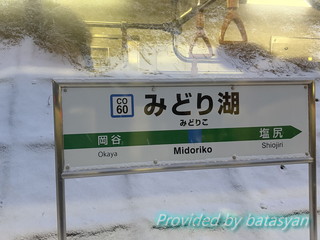 CO
60
みどり湖
みどりこ
岡谷
Okaya
Midoriko
塩尻
Shiojiri
Provided by batasyan